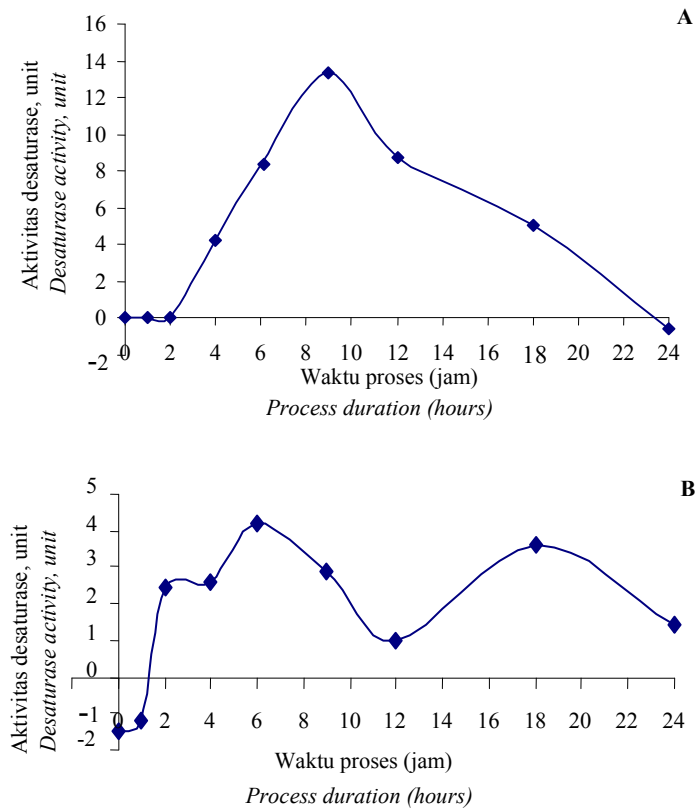 A
16
14
12
10
8
6
4
2
0
-2
Aktivitas desaturase, unit
Desaturase activity, unit
0 2 4 6 8 10 12 14 16 18 20 22 24
Waktu proses (jam)
Process duration (hours)
B
5
4
3
2
1
0
-1
-2
Aktivitas desaturase, unit
Desaturase activity, unit
0 2 4 6 8 10 12 14 16 18 20 22 24
Waktu proses (jam)
Process duration (hours)